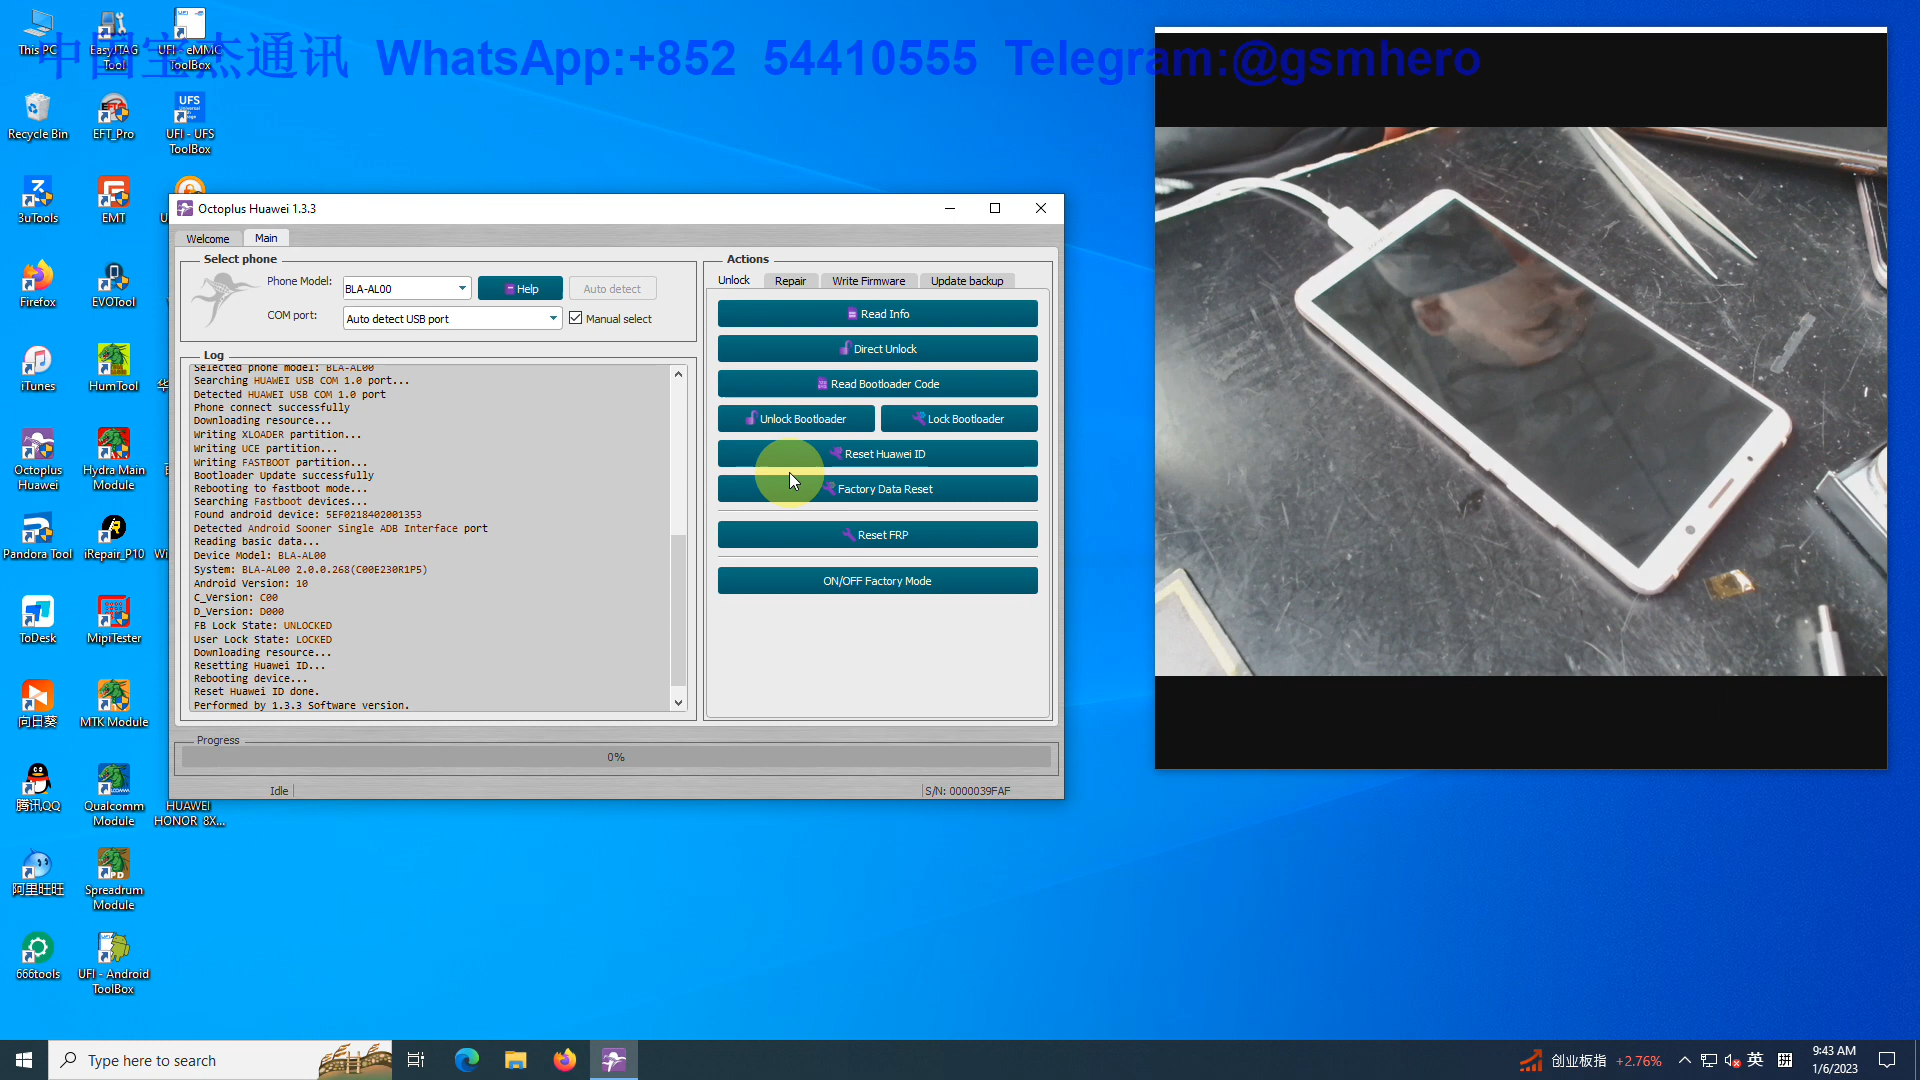 中国宝杰通讯 WhatsApp:+852 54410555 Telegram:@gsmhero
This PC
EasyJTAG Tool
UFI - eMMC ToolBox
Recycle Bin
EFT_Pro
UFS
UFI - UFS ToolBox
3uTools
EMT
Firefox
EVOTool
iTunes
HumTool
Octoplus Huawei
Hydra Main Module
Pandora Tool
iRepair_P10
ToDesk
MipiTester
向日葵
MTK Module
腾讯QQ
Qualcomm Module
HUAWEI HONOR 8X...
阿里旺旺
Spreadrum Module
666tools
UFI - Android ToolBox
Octoplus Huawei 1.3.3
Welcome
Main
Select phone
Phone Model:
BLA-AL00
Help
Auto detect
COM port:
Auto detect USB port
Manual select
Log
Selected phone model: BLA-AL00
Searching HUAWEI USB COM 1.0 port...
Detected HUAWEI USB COM 1.0 port
Phone connect successfully
Downloading resource...
Writing XLOADER partition...
Writing UCE partition...
Writing FASTBOOT partition...
Bootloader Update successfully
Rebooting to fastboot mode...
Searching Fastboot devices...
Found android device: 5EF0218402001353
Detected Android Sooner Single ADB Interface port
Reading basic data...
Device Model: BLA-AL00
System: BLA-AL00 2.0.0.268(C00E230R1P5)
Android Version: 10
C_Version: C00
D_Version: D000
FB Lock State: UNLOCKED
User Lock State: LOCKED
Downloading resource...
Resetting Huawei ID...
Rebooting device...
Reset Huawei ID done.
Performed by 1.3.3 Software version.
Actions
Unlock
Repair
Write Firmware
Update backup
Read Info
Direct Unlock
Read Bootloader Code
Unlock Bootloader
Lock Bootloader
Reset Huawei ID
Factory Data Reset
Reset FRP
ON/OFF Factory Mode
Progress
0%
Idle
S/N: 0000039FAF
Type here to search
创业板指 +2.76%
英
拼
9:43 AM
1/6/2023